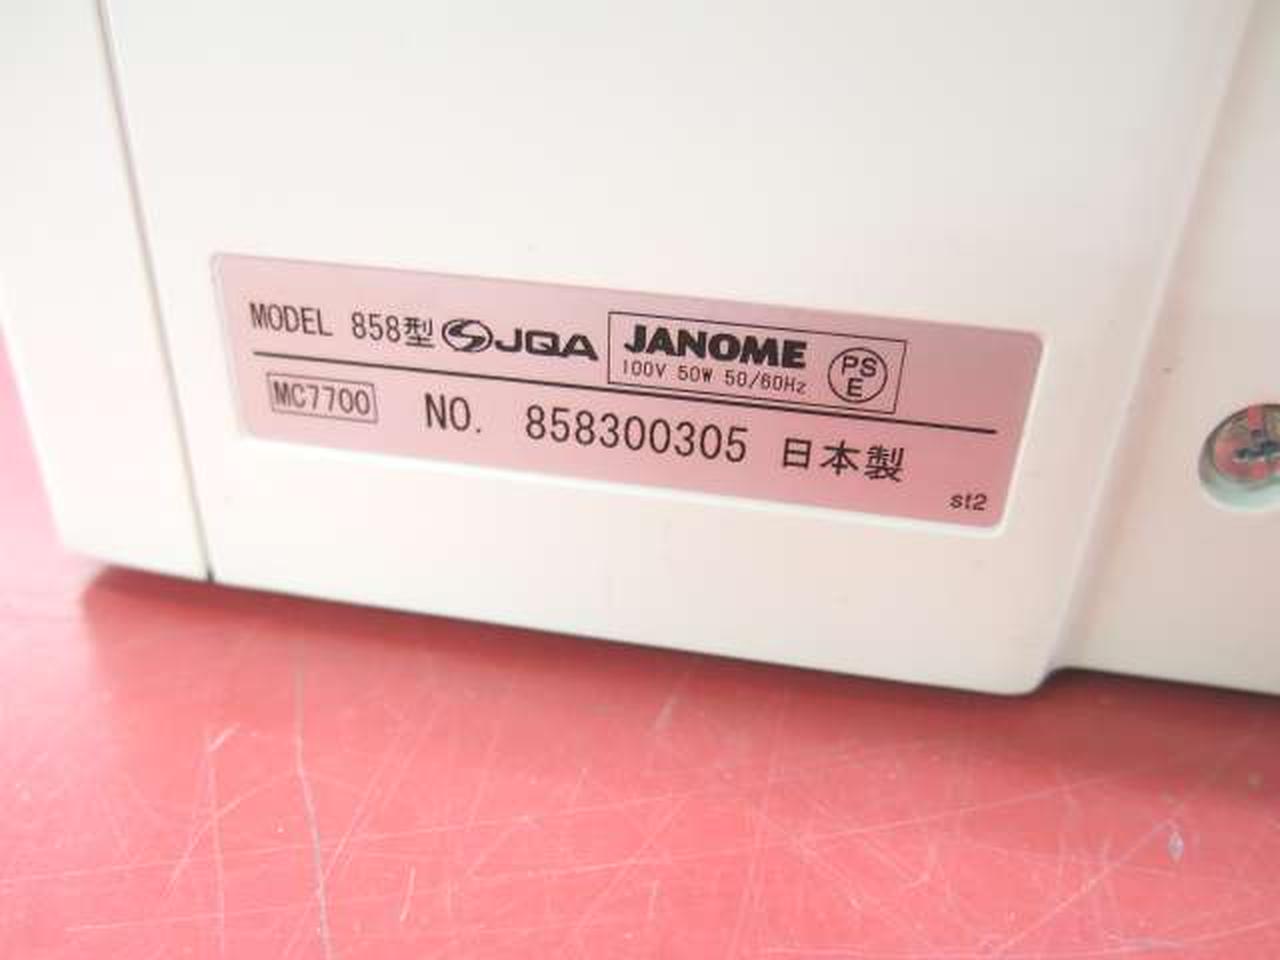 MODEL 858型 JQA JANOME PS E
100V 50W 50/60Hz
MC7700 NO. 858300305 日本製
st2